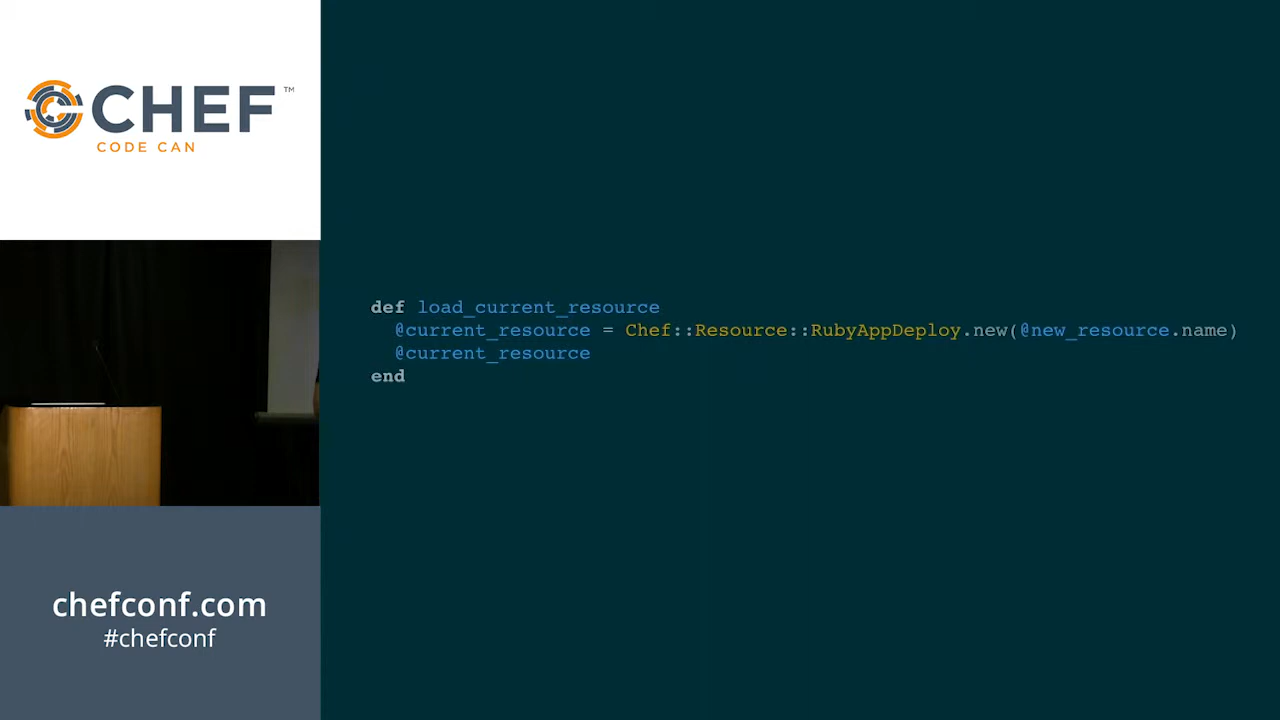 CHEF™
CODE CAN
def load_current_resource
  @current_resource = Chef::Resource::RubyAppDeploy.new(@new_resource.name)
  @current_resource
end
chefconf.com
#chefconf